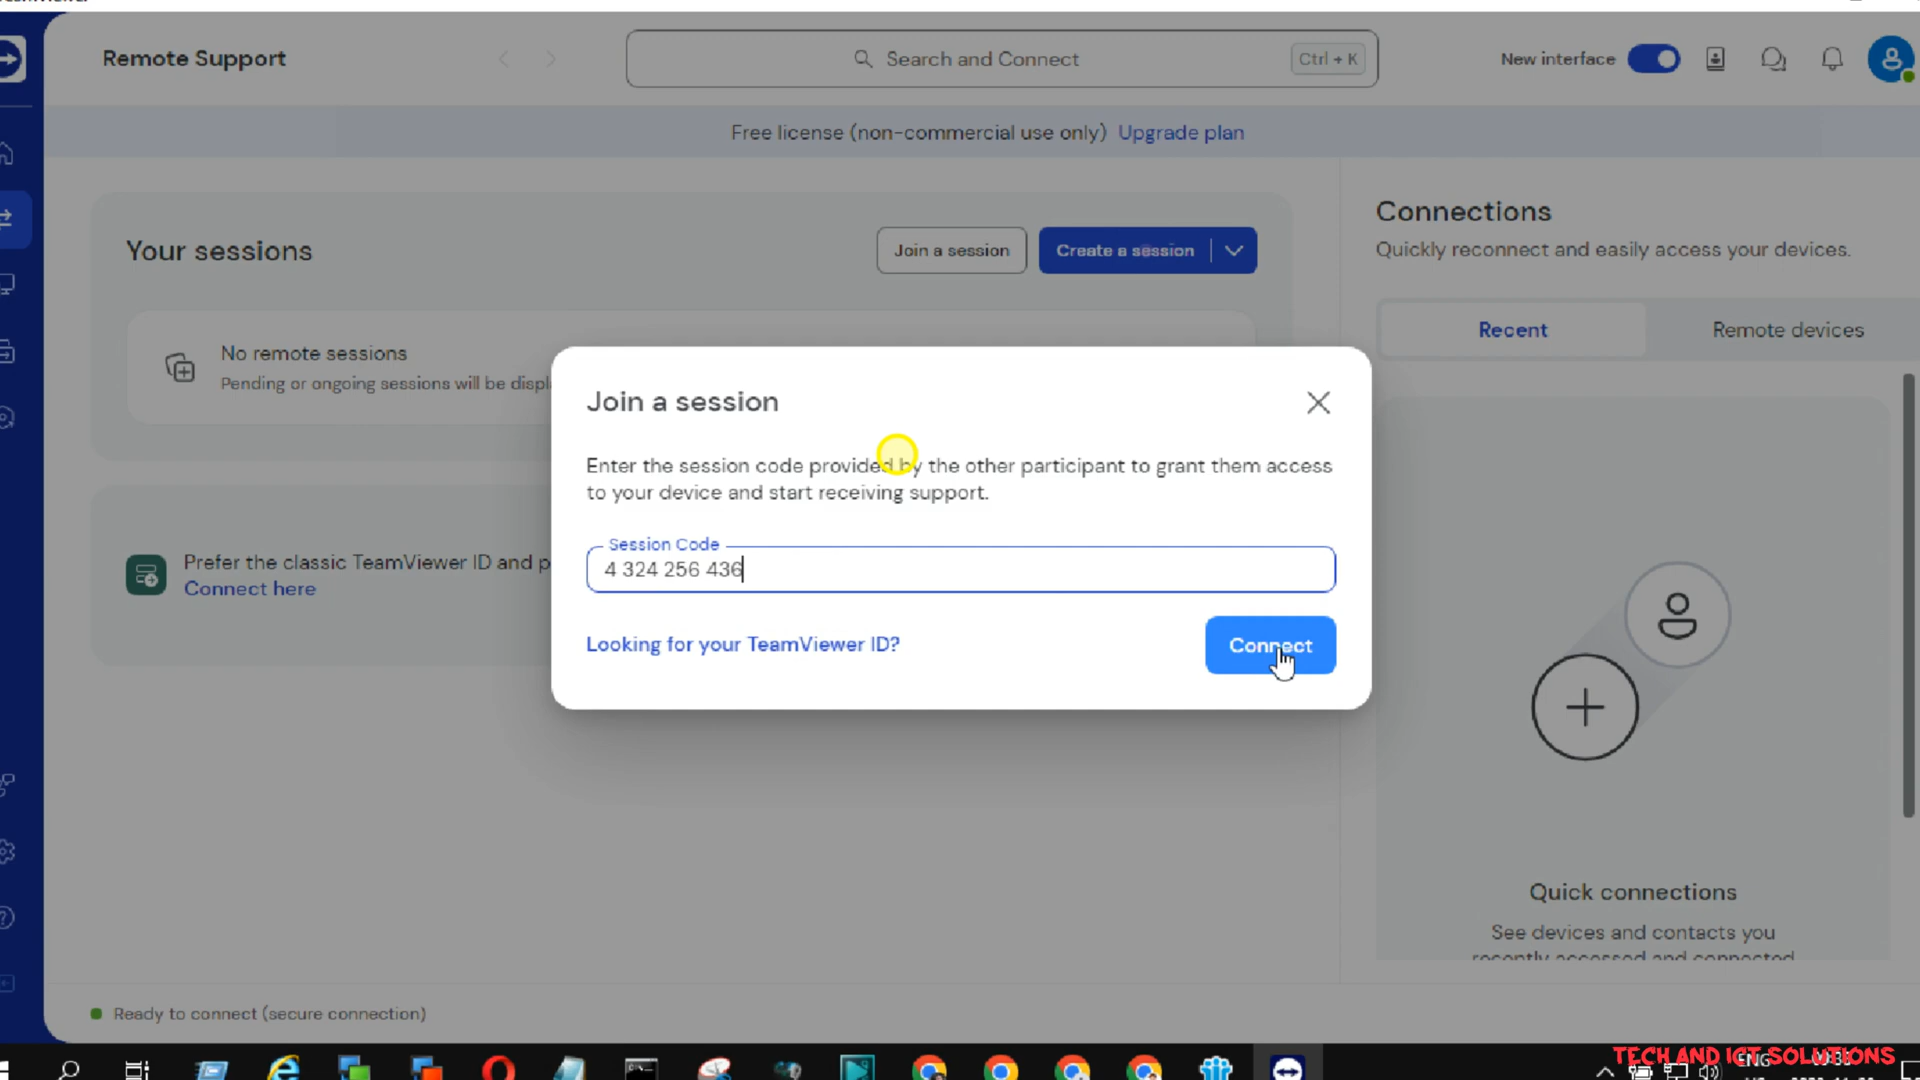 Remote Support
Search and Connect
Ctrl + K
New interface
Free license (non-commercial use only) Upgrade plan
Your sessions
Join a session
Create a session
No remote sessions
Pending or ongoing sessions will be displ
Prefer the classic TeamViewer ID and p
Connect here
Join a session
Enter the session code provided by the other participant to grant them access
to your device and start receiving support.
Session Code
4 324 256 436
Looking for your TeamViewer ID?
Connect
Connections
Quickly reconnect and easily access your devices.
Recent
Remote devices
Quick connections
See devices and contacts you
recently accessed and connected
Ready to connect (secure connection)
TECH AND ICT SOLUTIONS
ENG